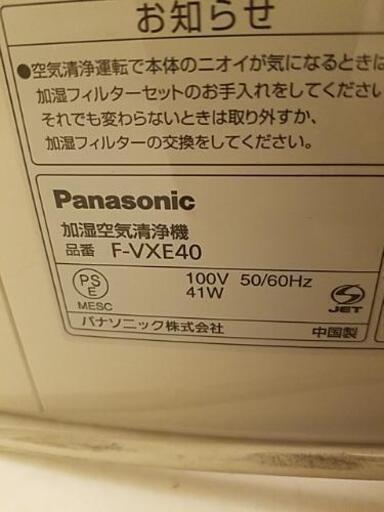 お知らせ
●空気清浄運転で本体のニオイが気になるときは
加湿フィルターセットのお手入れをしてください
それでも変わらないときは取り外すか、
加湿フィルターの交換をしてください。
Panasonic
加湿空気清浄機
品番 F-VXE40
PS E 100V 50/60Hz
41W
MESC JET
パナソニック株式会社 中国製